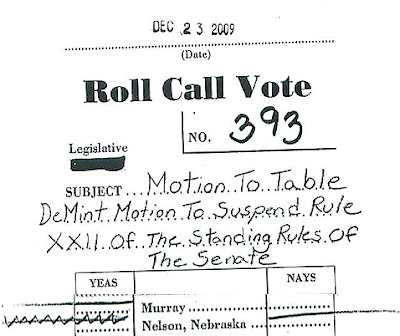 DEC 23 2009
(Date)
Roll Call Vote
Legislative
NO. 393
SUBJECT... Motion To Table
DeMint Motion To Suspend Rule
XXII Of The Standing Rules Of
The Senate
YEAS NAYS
Murray
Nelson, Nebraska